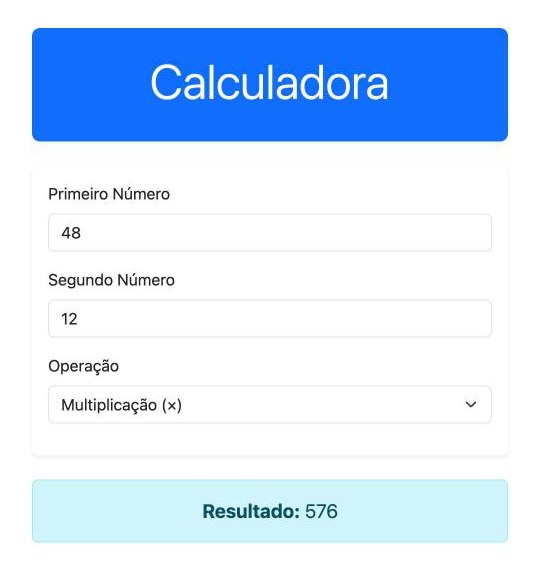 Calculadora
Primeiro Número
48
Segundo Número
12
Operação
Multiplicação (×)
Resultado: 576